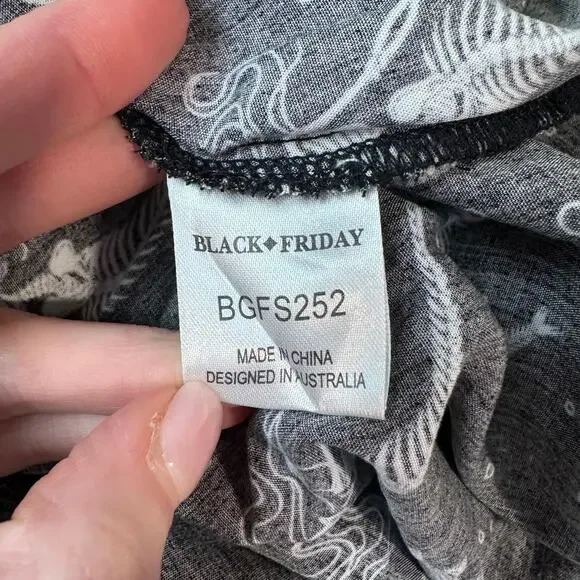 BLACK◆FRIDAY
BGFS252
MADE IN CHINA
DESIGNED IN AUSTRALIA